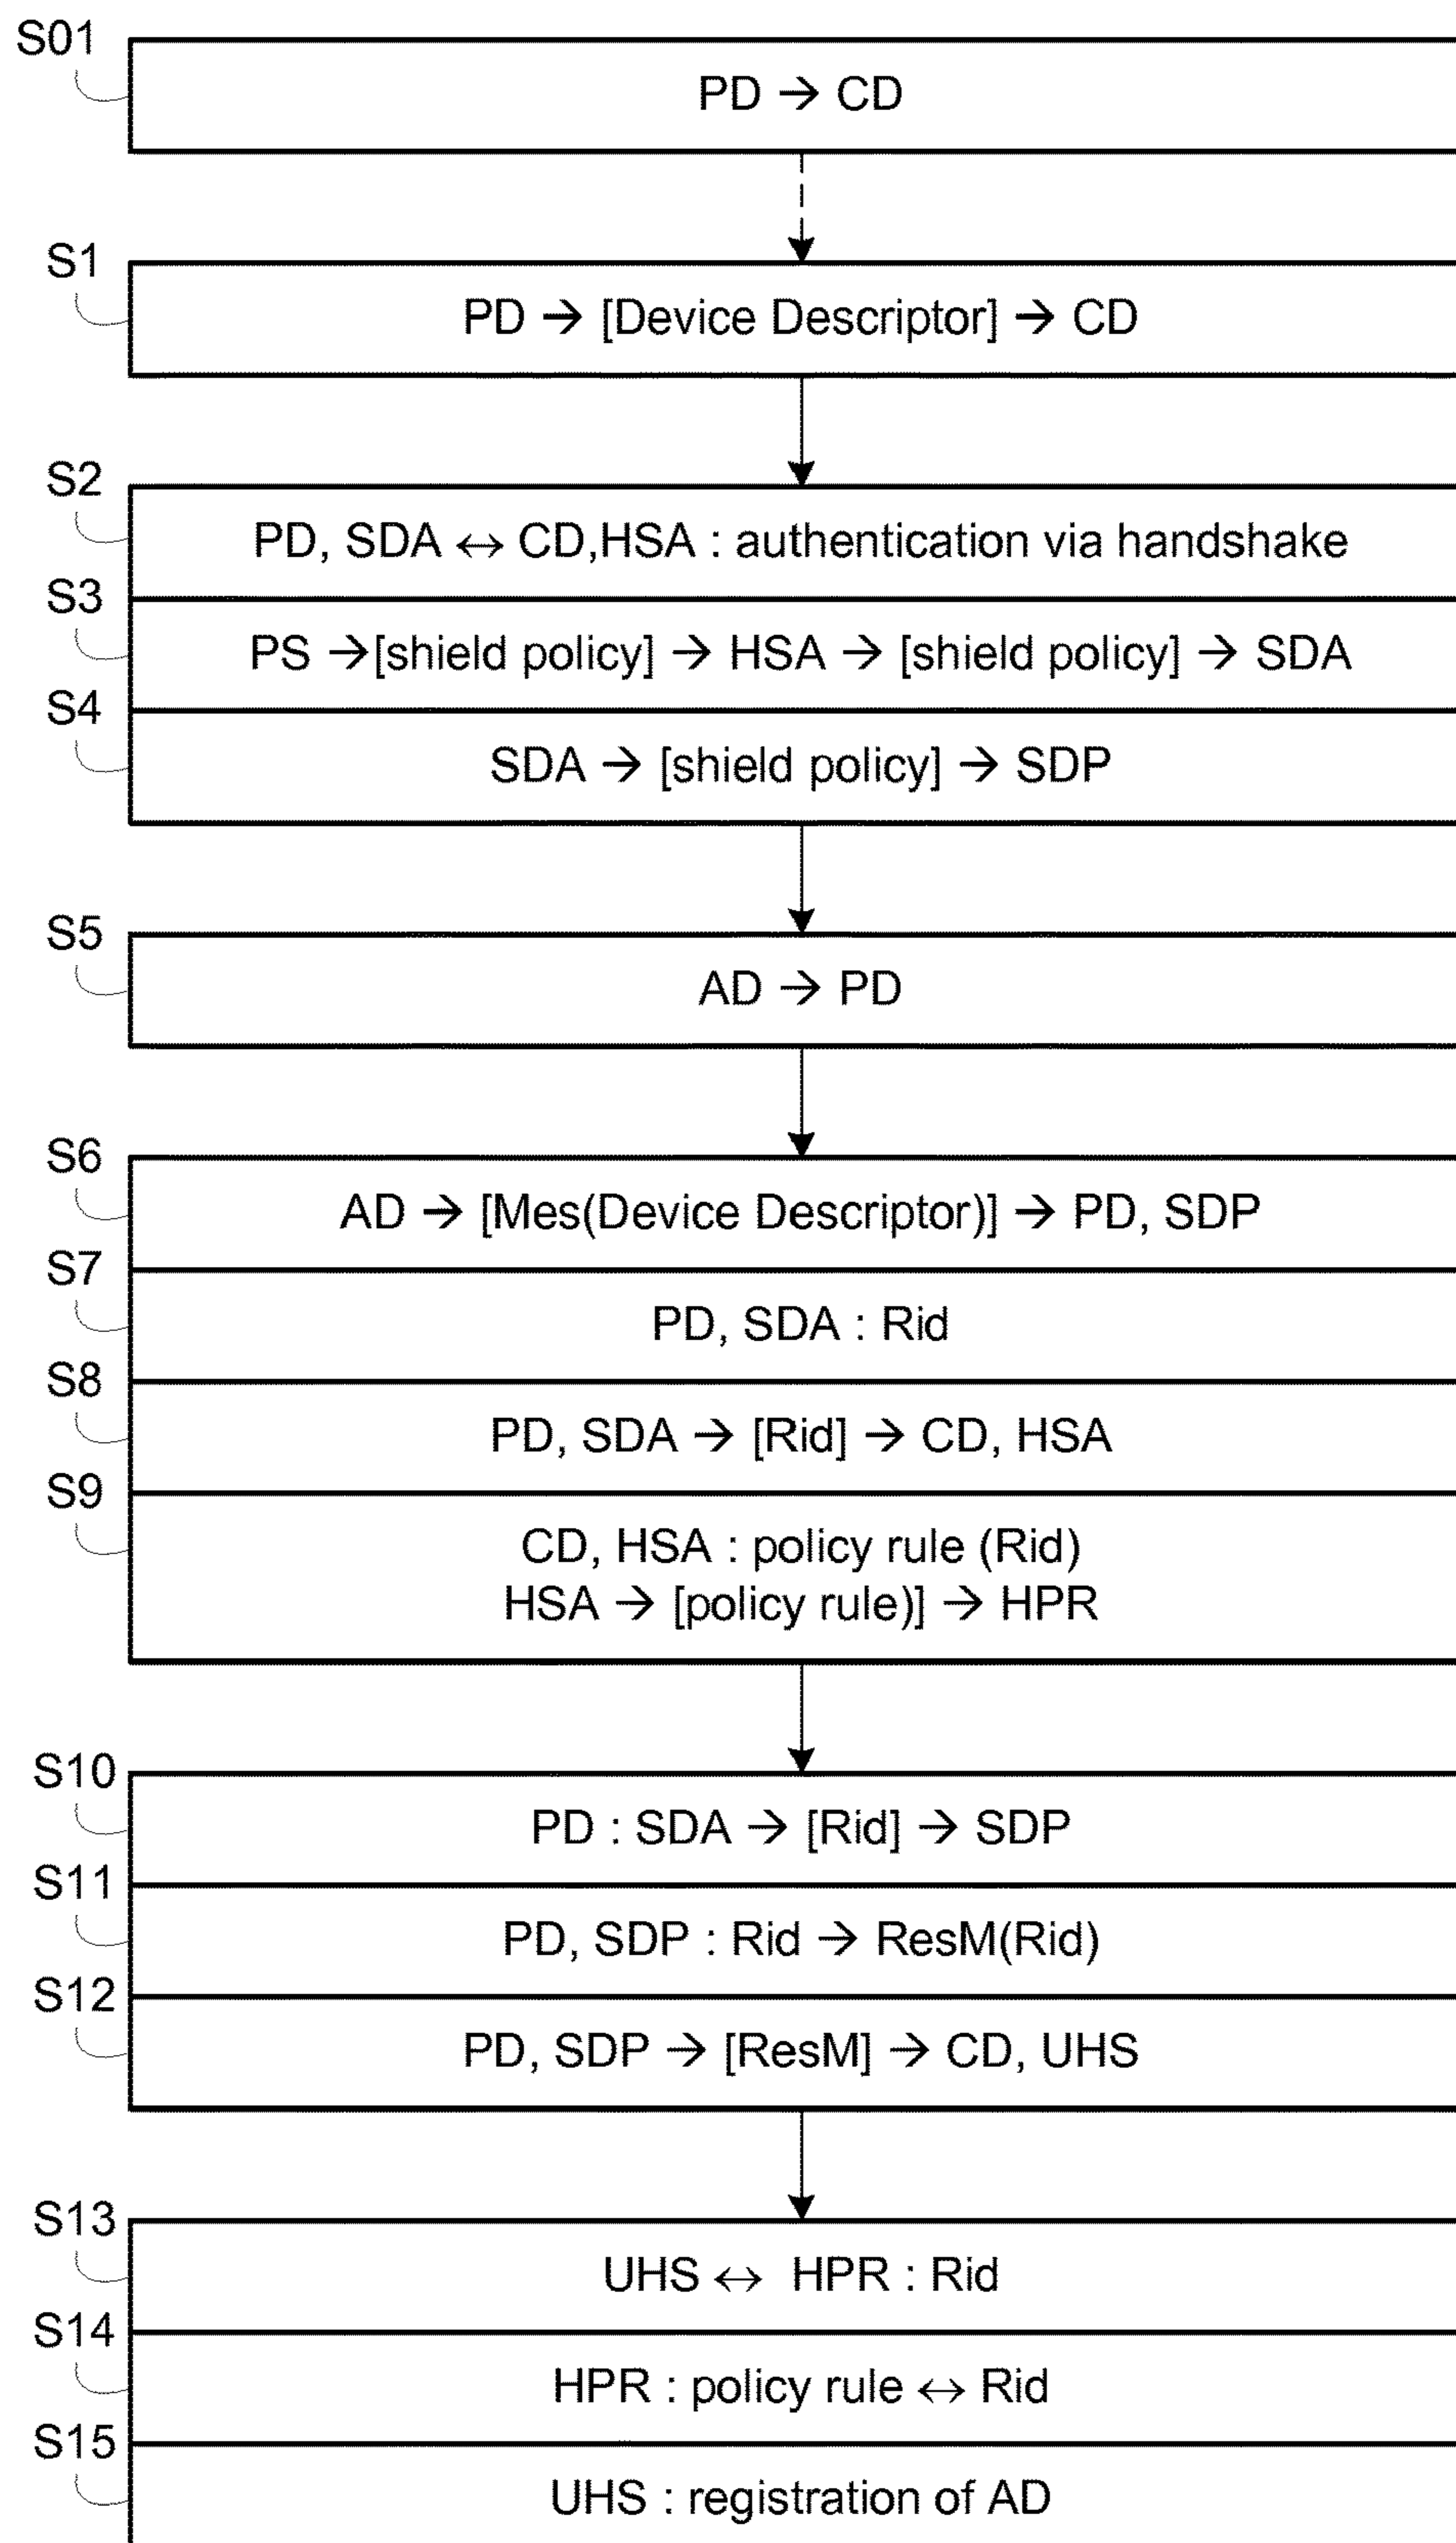 S01
PD → CD
S1
PD → [Device Descriptor] → CD
S2
PD, SDA ↔ CD,HSA : authentication via handshake
S3
PS →[shield policy] → HSA → [shield policy] → SDA
S4
SDA → [shield policy] → SDP
S5
AD → PD
S6
AD → [Mes(Device Descriptor)] → PD, SDP
S7
PD, SDA : Rid
S8
PD, SDA → [Rid] → CD, HSA
S9
CD, HSA : policy rule (Rid)
HSA → [policy rule)] → HPR
S10
PD : SDA → [Rid] → SDP
S11
PD, SDP : Rid → ResM(Rid)
S12
PD, SDP → [ResM] → CD, UHS
S13
UHS ↔ HPR : Rid
S14
HPR : policy rule ↔ Rid
S15
UHS : registration of AD